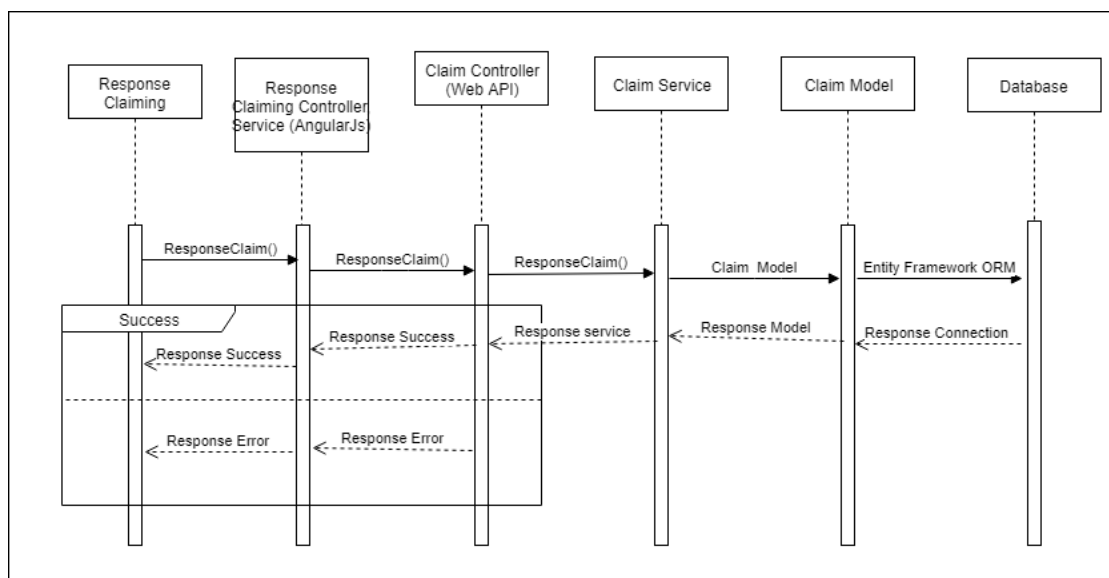 Response
Claiming
Response
Claiming Controller,
Service (AngularJs)
Claim Controller
(Web API)
Claim Service
Claim Model
Database
ResponseClaim()
ResponseClaim()
ResponseClaim()
Claim Model
Entity Framework ORM
Success
Response Success
Response Success
Response service
Response Model
Response Connection
Response Error
Response Error